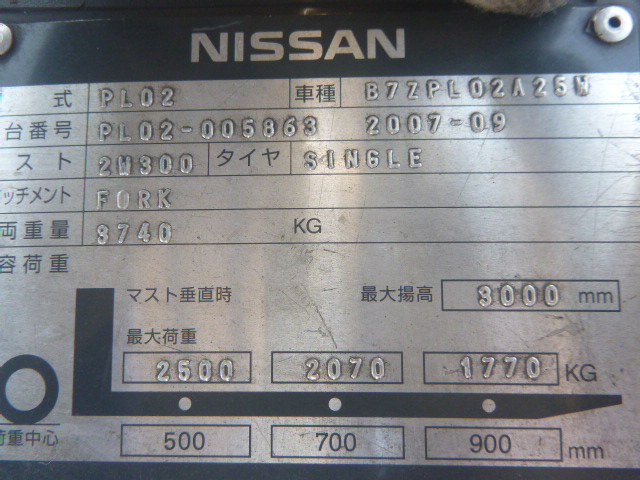 NISSAN
式 PL02 車種 B7ZPL02A25W
台番号 PL02-005863 2007-09
スト 2W300 タイヤ SINGLE
ッチメント FORK
両重量 3740 KG
容荷重
マスト垂直時 最大揚高 3000 mm
最大荷重
2500 2070 1770 KG
荷重中心 500 700 900 mm